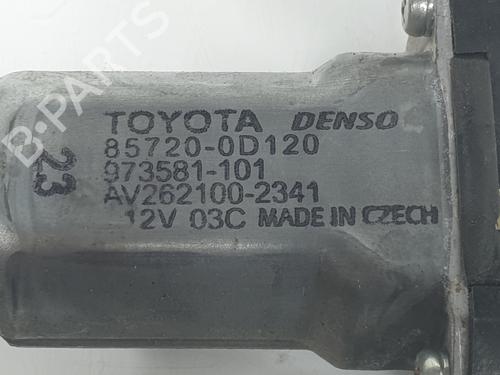 TOYOTA DENSO
85720-0D120
973581-101
AV262100-2341
12V 03C MADE IN CZECH
23
B-PARTS